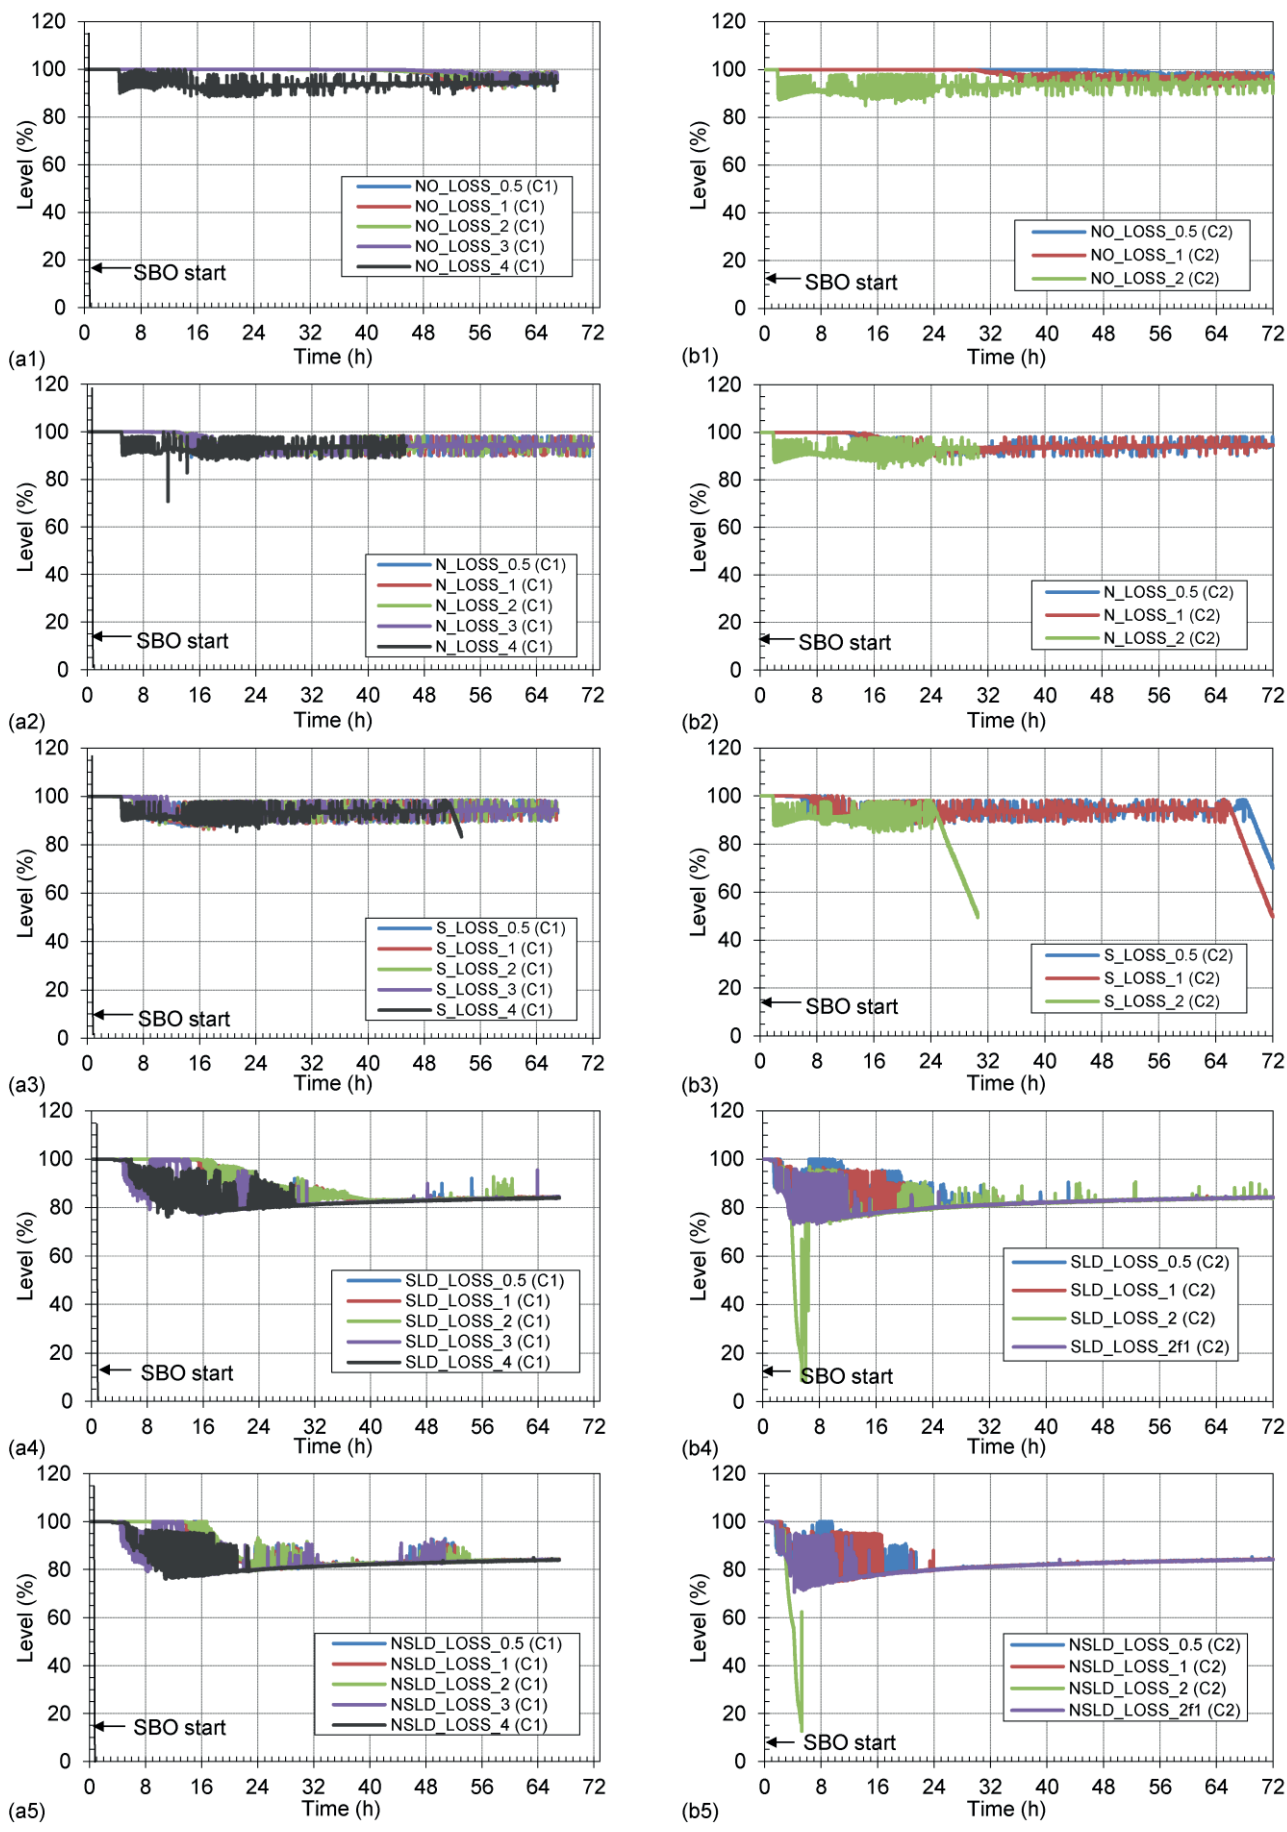 120
100
80
60
40
20
0
Level (%)
NO_LOSS_0.5 (C1)
NO_LOSS_1 (C1)
NO_LOSS_2 (C1)
NO_LOSS_3 (C1)
NO_LOSS_4 (C1)
SBO start
0 8 16 24 32 40 48 56 64 72
Time (h)
(a1)
120
100
80
60
40
20
0
Level (%)
NO_LOSS_0.5 (C2)
NO_LOSS_1 (C2)
NO_LOSS_2 (C2)
SBO start
0 8 16 24 32 40 48 56 64 72
Time (h)
(b1)
120
100
80
60
40
20
0
Level (%)
N_LOSS_0.5 (C1)
N_LOSS_1 (C1)
N_LOSS_2 (C1)
N_LOSS_3 (C1)
N_LOSS_4 (C1)
SBO start
0 8 16 24 32 40 48 56 64 72
Time (h)
(a2)
120
100
80
60
40
20
0
Level (%)
N_LOSS_0.5 (C2)
N_LOSS_1 (C2)
N_LOSS_2 (C2)
SBO start
0 8 16 24 32 40 48 56 64 72
Time (h)
(b2)
120
100
80
60
40
20
0
Level (%)
S_LOSS_0.5 (C1)
S_LOSS_1 (C1)
S_LOSS_2 (C1)
S_LOSS_3 (C1)
S_LOSS_4 (C1)
SBO start
0 8 16 24 32 40 48 56 64 72
Time (h)
(a3)
120
100
80
60
40
20
0
Level (%)
S_LOSS_0.5 (C2)
S_LOSS_1 (C2)
S_LOSS_2 (C2)
SBO start
0 8 16 24 32 40 48 56 64 72
Time (h)
(b3)
120
100
80
60
40
20
0
Level (%)
SLD_LOSS_0.5 (C1)
SLD_LOSS_1 (C1)
SLD_LOSS_2 (C1)
SLD_LOSS_3 (C1)
SLD_LOSS_4 (C1)
SBO start
0 8 16 24 32 40 48 56 64 72
Time (h)
(a4)
120
100
80
60
40
20
0
Level (%)
SLD_LOSS_0.5 (C2)
SLD_LOSS_1 (C2)
SLD_LOSS_2 (C2)
SLD_LOSS_2f1 (C2)
SBO start
0 8 16 24 32 40 48 56 64 72
Time (h)
(b4)
120
100
80
60
40
20
0
Level (%)
NSLD_LOSS_0.5 (C1)
NSLD_LOSS_1 (C1)
NSLD_LOSS_2 (C1)
NSLD_LOSS_3 (C1)
NSLD_LOSS_4 (C1)
SBO start
0 8 16 24 32 40 48 56 64 72
Time (h)
(a5)
120
100
80
60
40
20
0
Level (%)
NSLD_LOSS_0.5 (C2)
NSLD_LOSS_1 (C2)
NSLD_LOSS_2 (C2)
NSLD_LOSS_2f1 (C2)
SBO start
0 8 16 24 32 40 48 56 64 72
Time (h)
(b5)